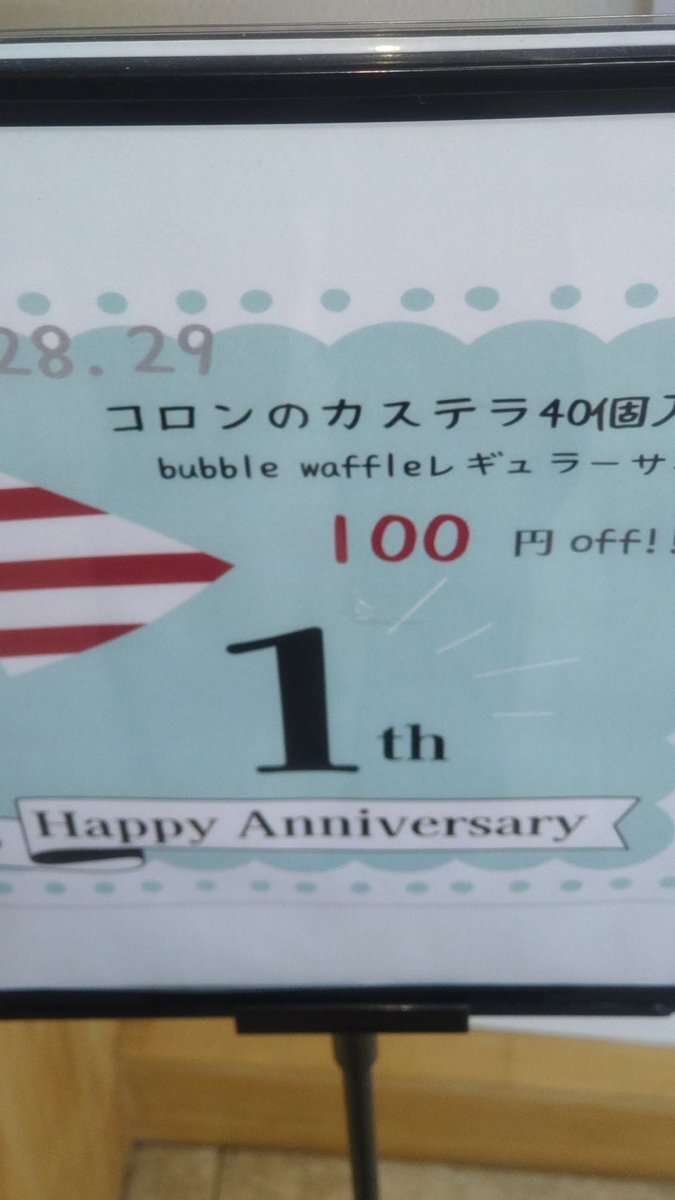 28.29
コロンのカステラ40個入
bubble waffleレギュラーサ
100 円 off!!
1th
Happy Anniversary